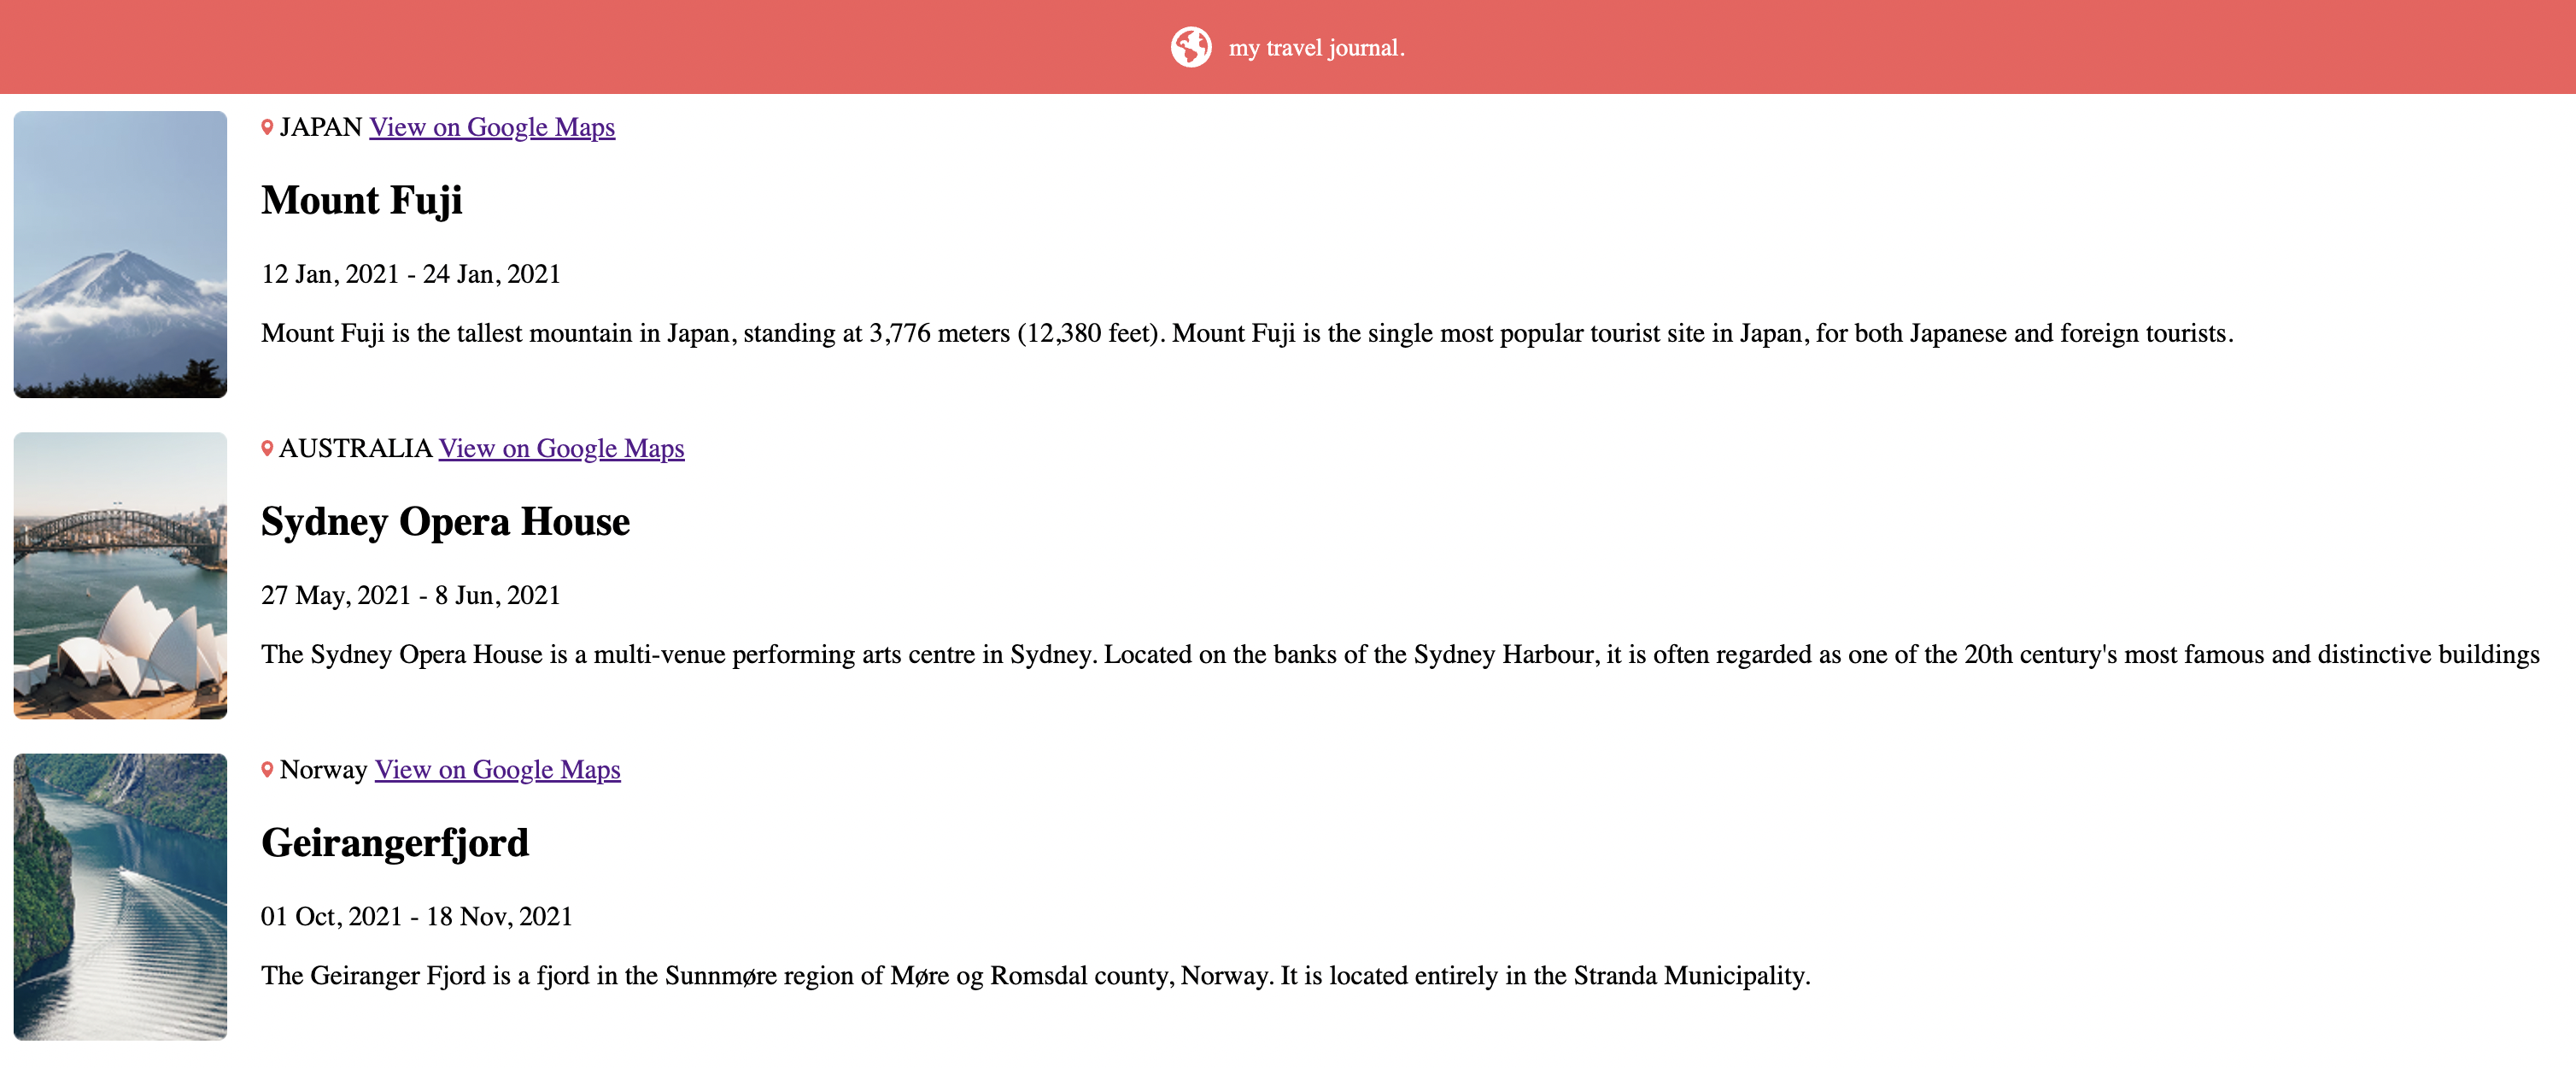 my travel journal.
JAPAN View on Google Maps
Mount Fuji
12 Jan, 2021 - 24 Jan, 2021
Mount Fuji is the tallest mountain in Japan, standing at 3,776 meters (12,380 feet). Mount Fuji is the single most popular tourist site in Japan, for both Japanese and foreign tourists.
AUSTRALIA View on Google Maps
Sydney Opera House
27 May, 2021 - 8 Jun, 2021
The Sydney Opera House is a multi-venue performing arts centre in Sydney. Located on the banks of the Sydney Harbour, it is often regarded as one of the 20th century's most famous and distinctive buildings
Norway View on Google Maps
Geirangerfjord
01 Oct, 2021 - 18 Nov, 2021
The Geiranger Fjord is a fjord in the Sunnmøre region of Møre og Romsdal county, Norway. It is located entirely in the Stranda Municipality.